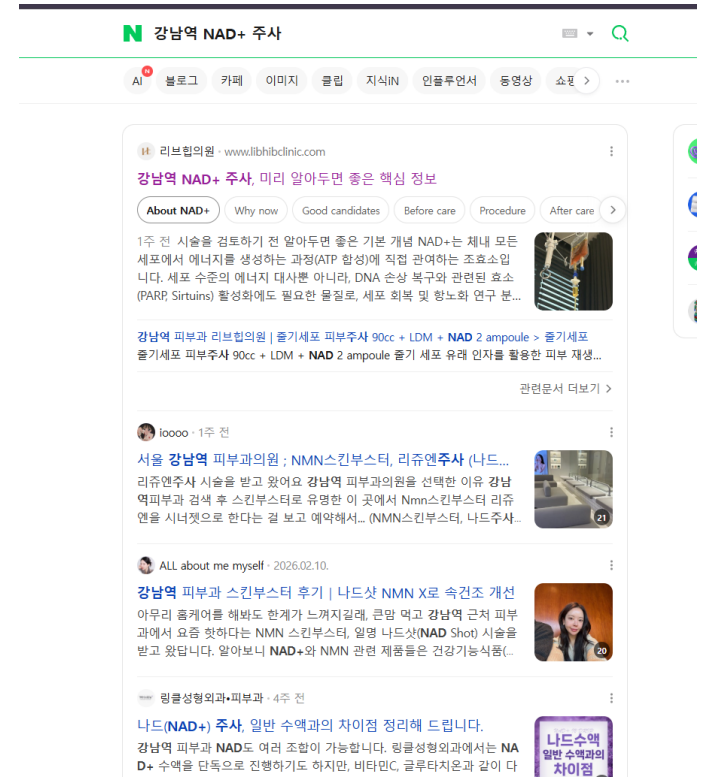 N 강남역 NAD+ 주사
AI N 블로그 카페 이미지 클립 지식iN 인플루언서 동영상
리브힙의원 · www.libhibclinic.com
강남역 NAD+ 주사, 미리 알아두면 좋은 핵심 정보
About NAD+ Why now Good candidates Before care Procedure After care
1주 전 시술을 검토하기 전 알아두면 좋은 기본 개념 NAD+는 체내 모든
세포에서 에너지를 생성하는 과정(ATP 합성)에 직접 관여하는 조효소입
니다. 세포 수준의 에너지 대사뿐 아니라, DNA 손상 복구와 관련된 효소
(PARP, Sirtuins) 활성화에도 필요한 물질로, 세포 회복 및 항노화 연구 분...
강남역 피부과 리브힙의원 | 줄기세포 피부주사 90cc + LDM + NAD 2 ampoule > 줄기세포
줄기세포 피부주사 90cc + LDM + NAD 2 ampoule 줄기 세포 유래 인자를 활용한 피부 재생...
관련문서 더보기 >
ioooo · 1주 전
서울 강남역 피부과의원 ; NMN스킨부스터, 리쥬엔주사 (나드...
리쥬엔주사 시술을 받고 왔어요 강남역 피부과의원을 선택한 이유 강남
역피부과 검색 후 스킨부스터로 유명한 이 곳에서 Nmn스킨부스터 리쥬
엔을 시너젯으로 한다는 걸 보고 예약해서... (NMN스킨부스터, 나드주사...
21
ALL about me myself · 2026.02.10.
강남역 피부과 스킨부스터 후기 | 나드샷 NMN X로 속건조 개선
아무리 홈케어를 해봐도 한계가 느껴지길래, 큰맘 먹고 강남역 근처 피부
과에서 요즘 핫하다는 NMN 스킨부스터, 일명 나드샷(NAD Shot) 시술을
받고 왔답니다. 알아보니 NAD+와 NMN 관련 제품들은 건강기능식품(...
20
링클성형외과•피부과 · 4주 전
나드(NAD+) 주사, 일반 수액과의 차이점 정리해 드립니다.
강남역 피부과 NAD도 여러 조합이 가능합니다. 링클성형외과에서는 NA
D+ 수액을 단독으로 진행하기도 하지만, 비타민C, 글루타치온과 같이 다
나드수액
일반 수액과의
차이점